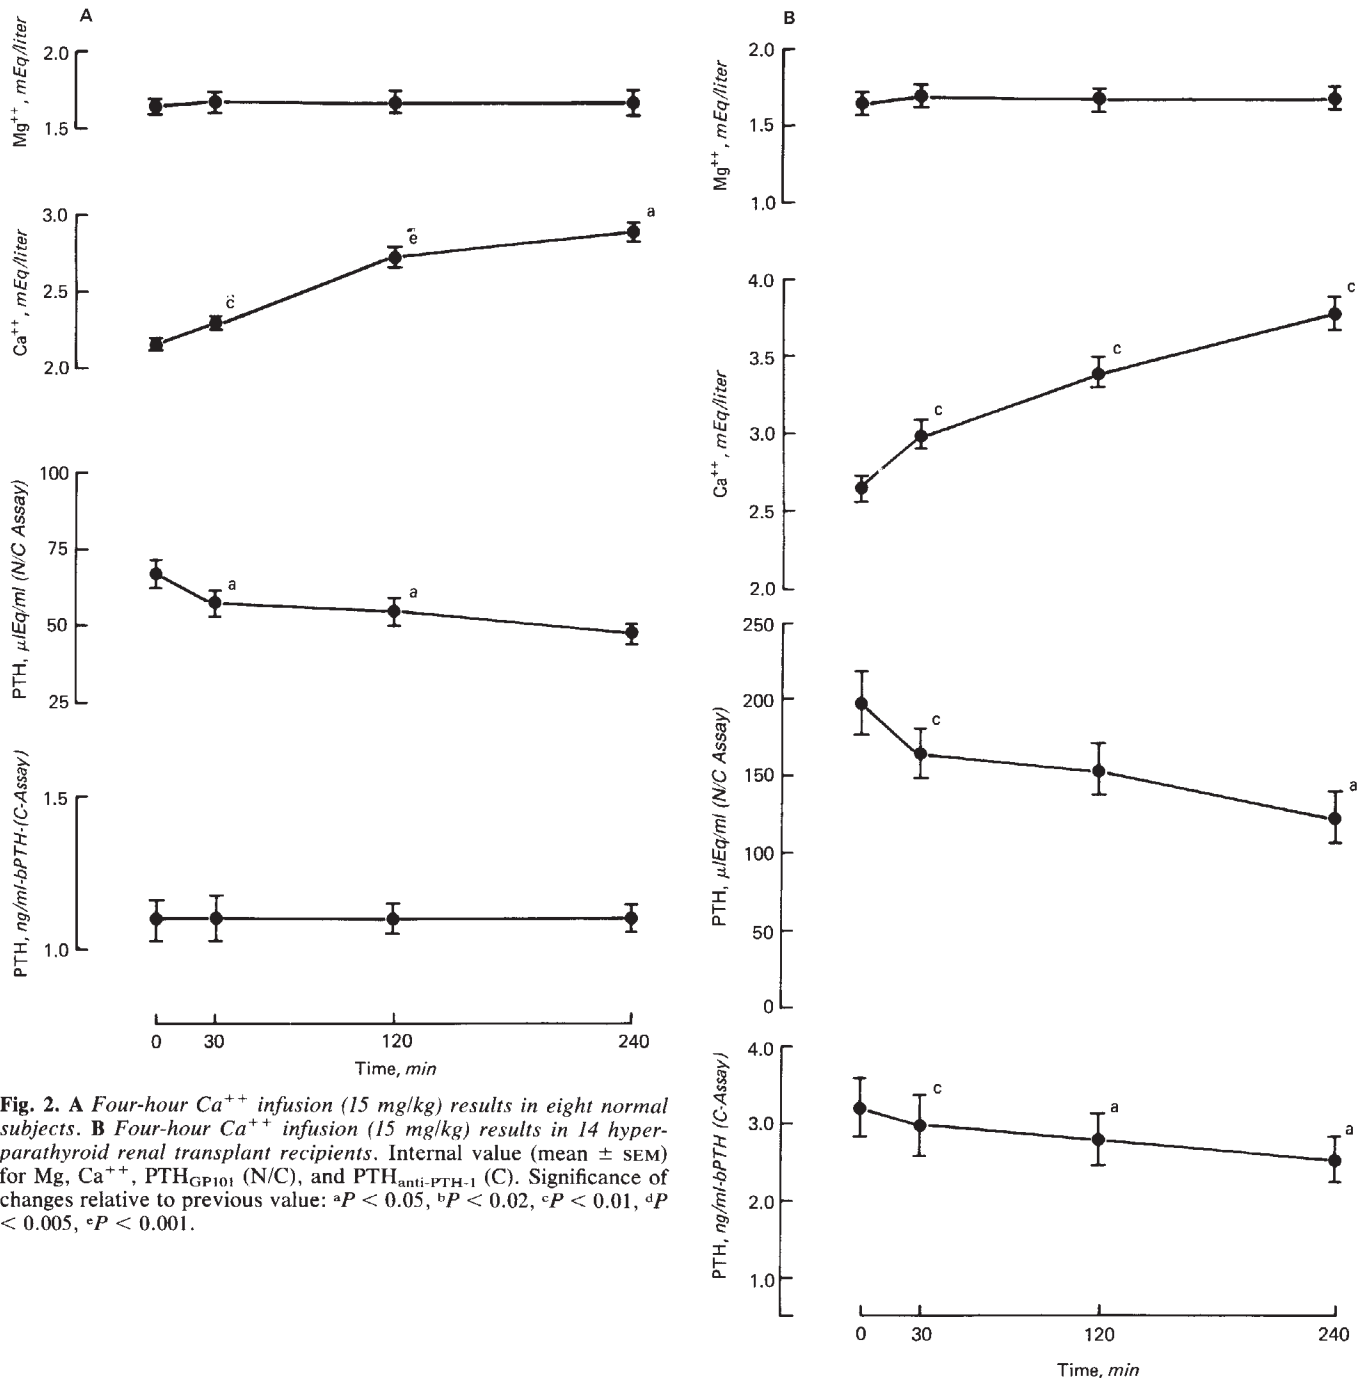 A
Mg++, mEq/liter
2.0
1.5
Ca++, mEq/liter
3.0
2.5
2.0
c
e
a
PTH, μlEq/ml (N/C Assay)
100
75
50
25
a
a
PTH, ng/ml-bPTH-(C-Assay)
1.5
1.0
0 30 120 240
Time, min
Fig. 2. A Four-hour Ca++ infusion (15 mg/kg) results in eight normal
subjects. B Four-hour Ca++ infusion (15 mg/kg) results in 14 hyper-
parathyroid renal transplant recipients. Internal value (mean ± SEM)
for Mg, Ca++, PTHGP101 (N/C), and PTHanti-PTH-1 (C). Significance of
changes relative to previous value: aP < 0.05, bP < 0.02, cP < 0.01, dP
< 0.005, eP < 0.001.
B
Mg++, mEq/liter
2.0
1.5
1.0
Ca++, mEq/liter
4.0
3.5
3.0
2.5
2.0
c
c
c
PTH, μlEq/ml (N/C Assay)
250
200
150
100
50
0
c
a
PTH, ng/ml-bPTH (C-Assay)
4.0
3.0
2.0
1.0
c
a
a
0 30 120 240
Time, min